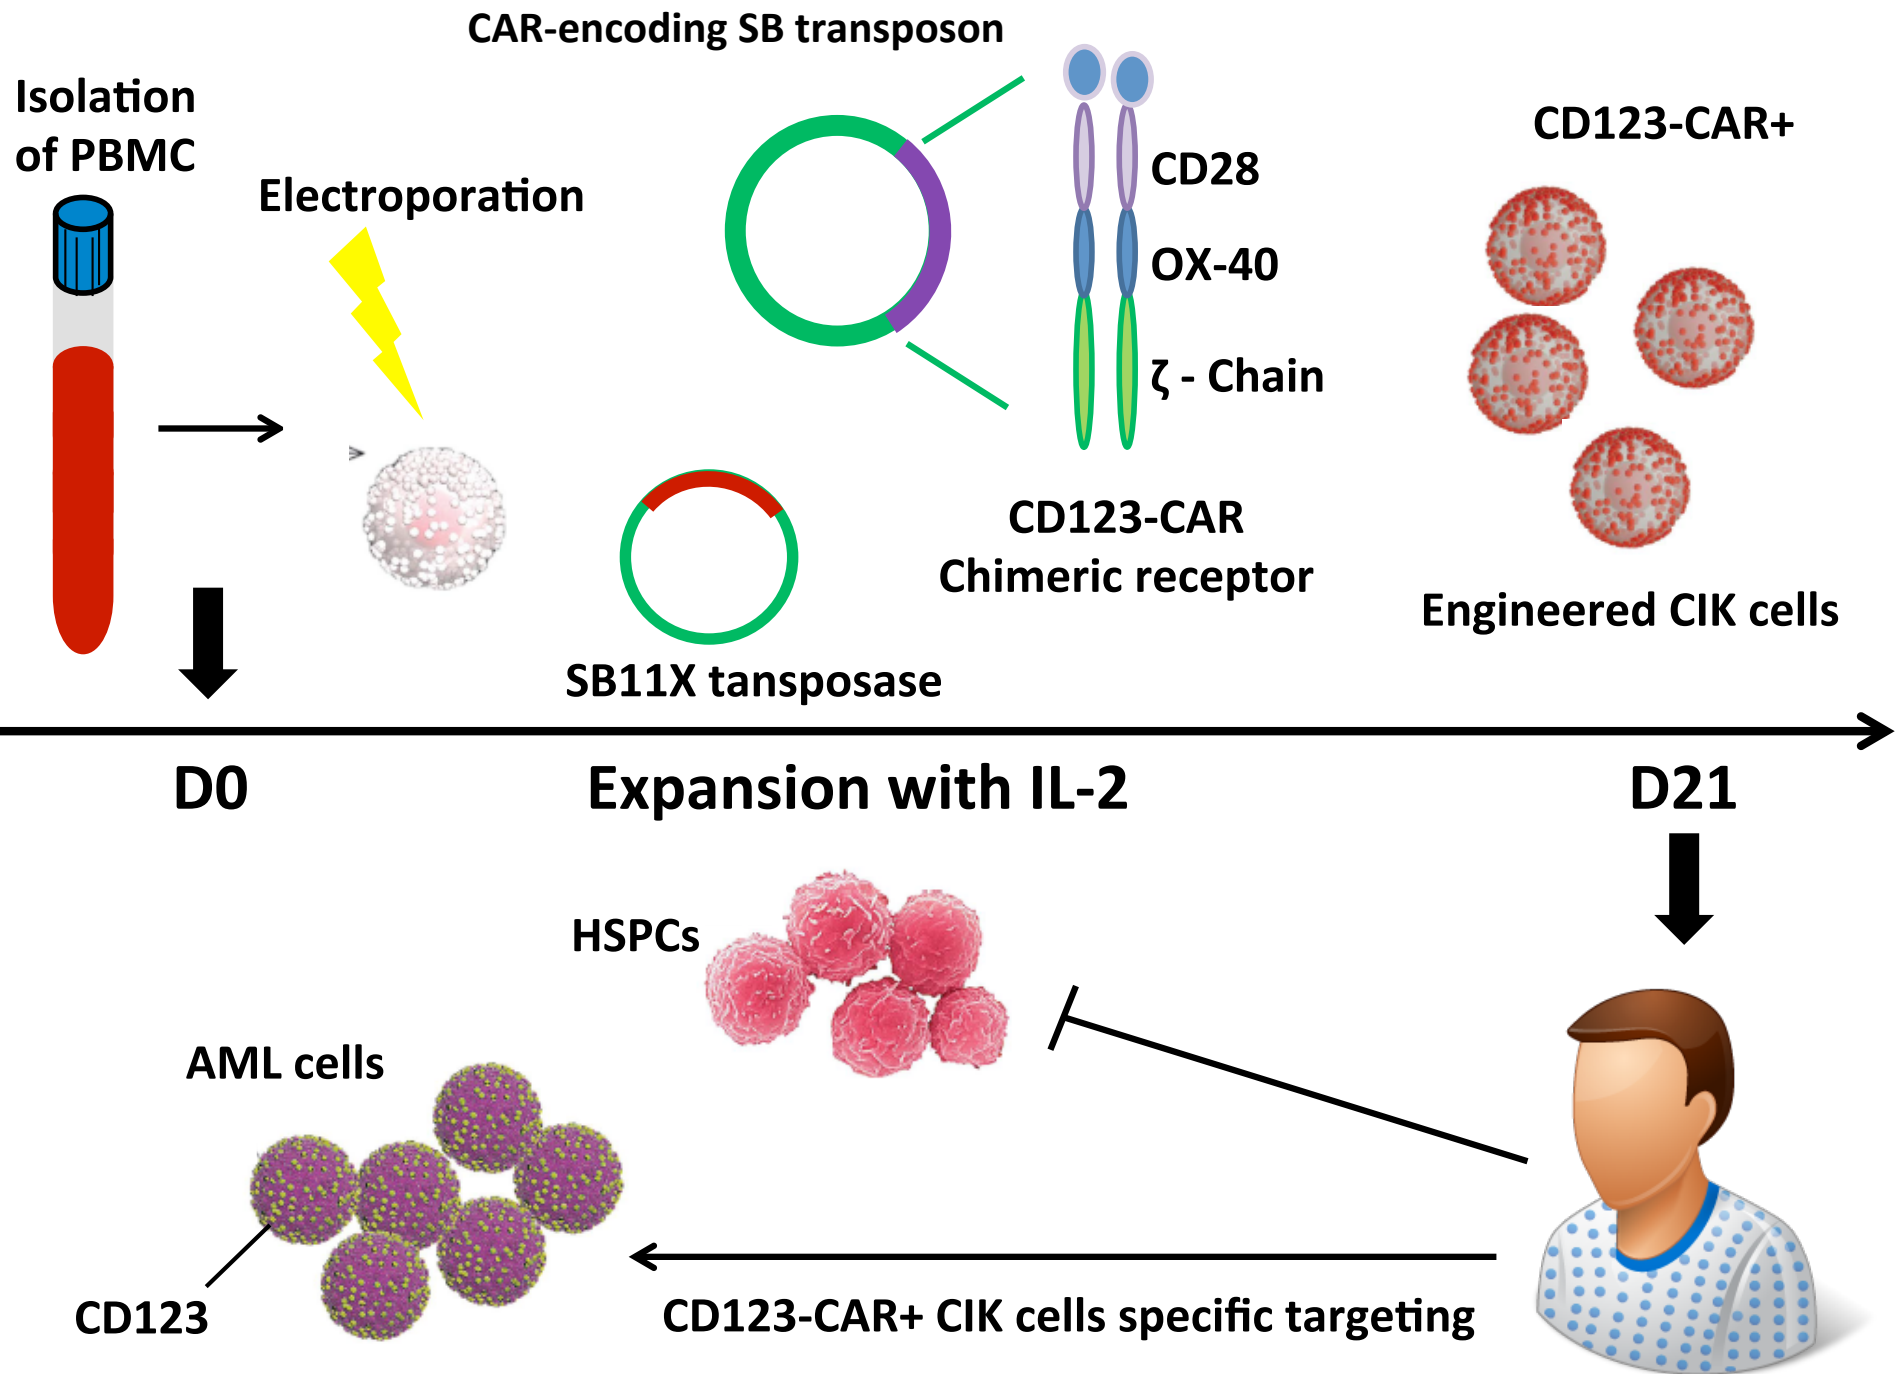 CAR-encoding SB transposon
Isolation
of PBMC
Electroporation
CD28
OX-40
ζ - Chain
CD123-CAR
Chimeric receptor
SB11X tansposase
CD123-CAR+
Engineered CIK cells
D0
Expansion with IL-2
D21
HSPCs
AML cells
CD123
CD123-CAR+ CIK cells specific targeting